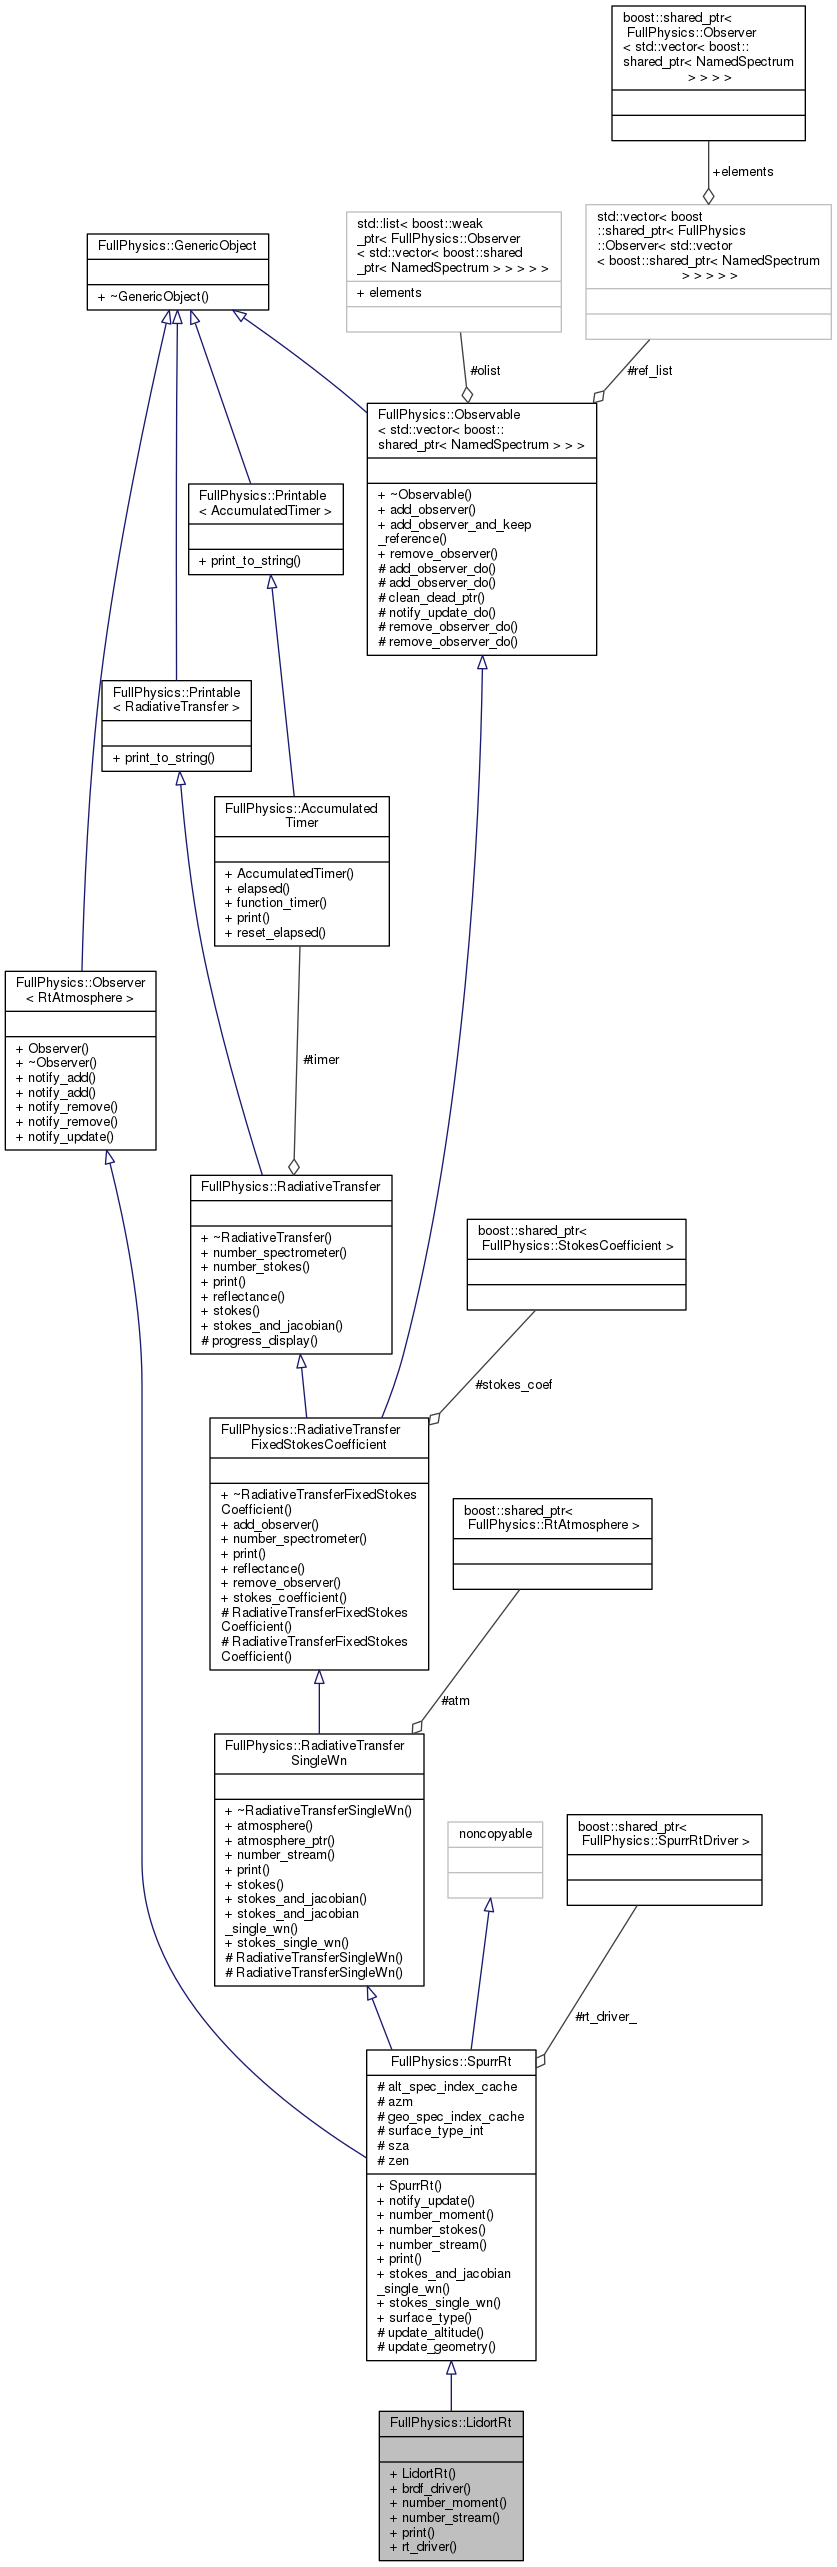 boost::shared_ptr<
FullPhysics::Observer
< std::vector< boost::
shared_ptr< NamedSpectrum
> > > >
+elements
std::list< boost::weak
_ptr< FullPhysics::Observer
< std::vector< boost::shared
_ptr< NamedSpectrum > > > > >
+ elements
std::vector< boost
::shared_ptr< FullPhysics
::Observer< std::vector
< boost::shared_ptr< NamedSpectrum
> > > > >
FullPhysics::GenericObject
+ ~GenericObject()
#olist
#ref_list
FullPhysics::Observable
< std::vector< boost::
shared_ptr< NamedSpectrum > > >
+ ~Observable()
+ add_observer()
+ add_observer_and_keep
_reference()
+ remove_observer()
# add_observer_do()
# add_observer_do()
# clean_dead_ptr()
# notify_update_do()
# remove_observer_do()
# remove_observer_do()
FullPhysics::Printable
< AccumulatedTimer >
+ print_to_string()
FullPhysics::Printable
< RadiativeTransfer >
+ print_to_string()
FullPhysics::Accumulated
Timer
+ AccumulatedTimer()
+ elapsed()
+ function_timer()
+ print()
+ reset_elapsed()
FullPhysics::Observer
< RtAtmosphere >
+ Observer()
+ ~Observer()
+ notify_add()
+ notify_add()
+ notify_remove()
+ notify_remove()
+ notify_update()
#timer
FullPhysics::RadiativeTransfer
+ ~RadiativeTransfer()
+ number_spectrometer()
+ number_stokes()
+ print()
+ reflectance()
+ stokes()
+ stokes_and_jacobian()
# progress_display()
boost::shared_ptr<
FullPhysics::StokesCoefficient >
#stokes_coef
FullPhysics::RadiativeTransfer
FixedStokesCoefficient
+ ~RadiativeTransferFixedStokes
Coefficient()
+ add_observer()
+ number_spectrometer()
+ print()
+ reflectance()
+ remove_observer()
+ stokes_coefficient()
# RadiativeTransferFixedStokes
Coefficient()
# RadiativeTransferFixedStokes
Coefficient()
boost::shared_ptr<
FullPhysics::RtAtmosphere >
#atm
FullPhysics::RadiativeTransfer
SingleWn
+ ~RadiativeTransferSingleWn()
+ atmosphere()
+ atmosphere_ptr()
+ number_stream()
+ print()
+ stokes()
+ stokes_and_jacobian()
+ stokes_and_jacobian
_single_wn()
+ stokes_single_wn()
# RadiativeTransferSingleWn()
# RadiativeTransferSingleWn()
noncopyable
boost::shared_ptr<
FullPhysics::SpurrRtDriver >
#rt_driver_
FullPhysics::SpurrRt
# alt_spec_index_cache
# azm
# geo_spec_index_cache
# surface_type_int
# sza
# zen
+ SpurrRt()
+ notify_update()
+ number_moment()
+ number_stokes()
+ number_stream()
+ print()
+ stokes_and_jacobian
_single_wn()
+ stokes_single_wn()
+ surface_type()
# update_altitude()
# update_geometry()
FullPhysics::LidortRt
+ LidortRt()
+ brdf_driver()
+ number_moment()
+ number_stream()
+ print()
+ rt_driver()